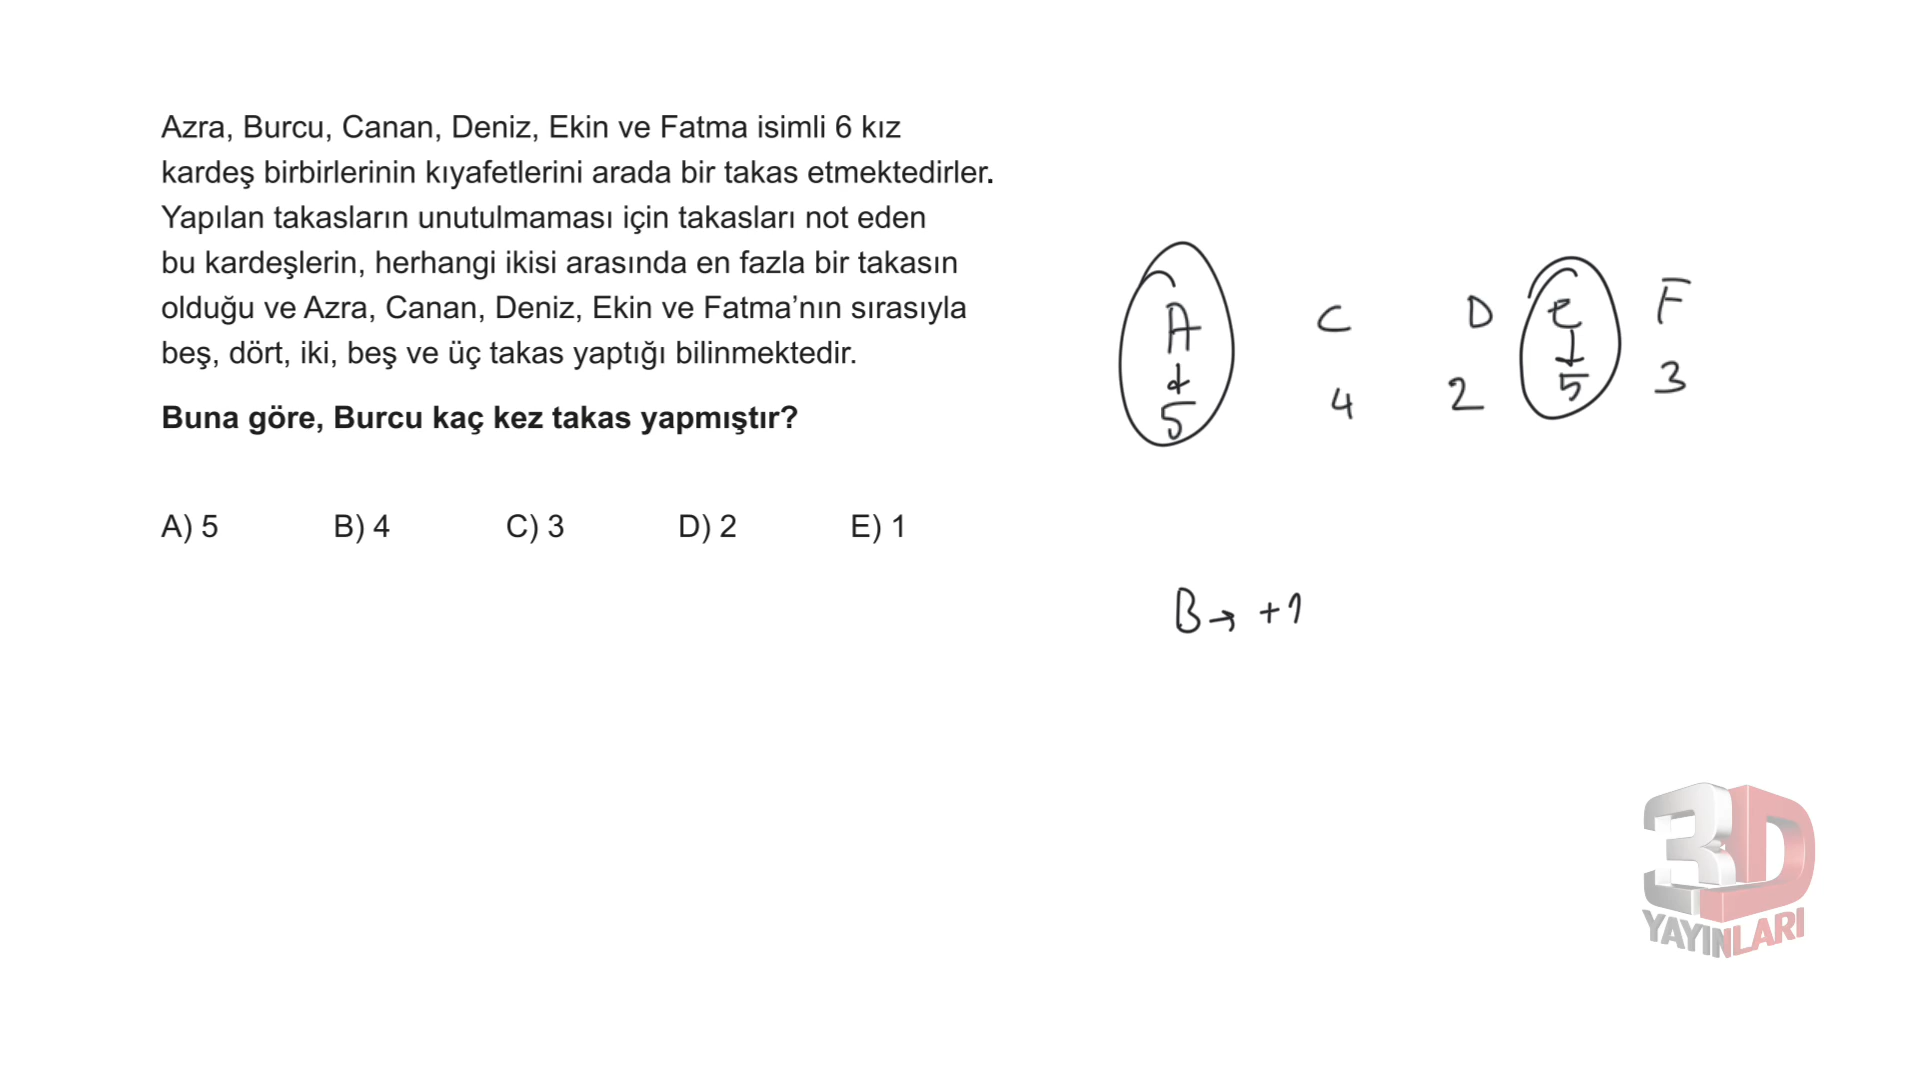 Azra, Burcu, Canan, Deniz, Ekin ve Fatma isimli 6 kız
kardeş birbirlerinin kıyafetlerini arada bir takas etmektedirler.
Yapılan takasların unutulmaması için takasları not eden
bu kardeşlerin, herhangi ikisi arasında en fazla bir takasın
olduğu ve Azra, Canan, Deniz, Ekin ve Fatma’nın sırasıyla
beş, dört, iki, beş ve üç takas yaptığı bilinmektedir.
Buna göre, Burcu kaç kez takas yapmıştır?
A) 5 B) 4 C) 3 D) 2 E) 1
A C D E F
5 4 2 5 3
B → +1
3D
YAYINLARI